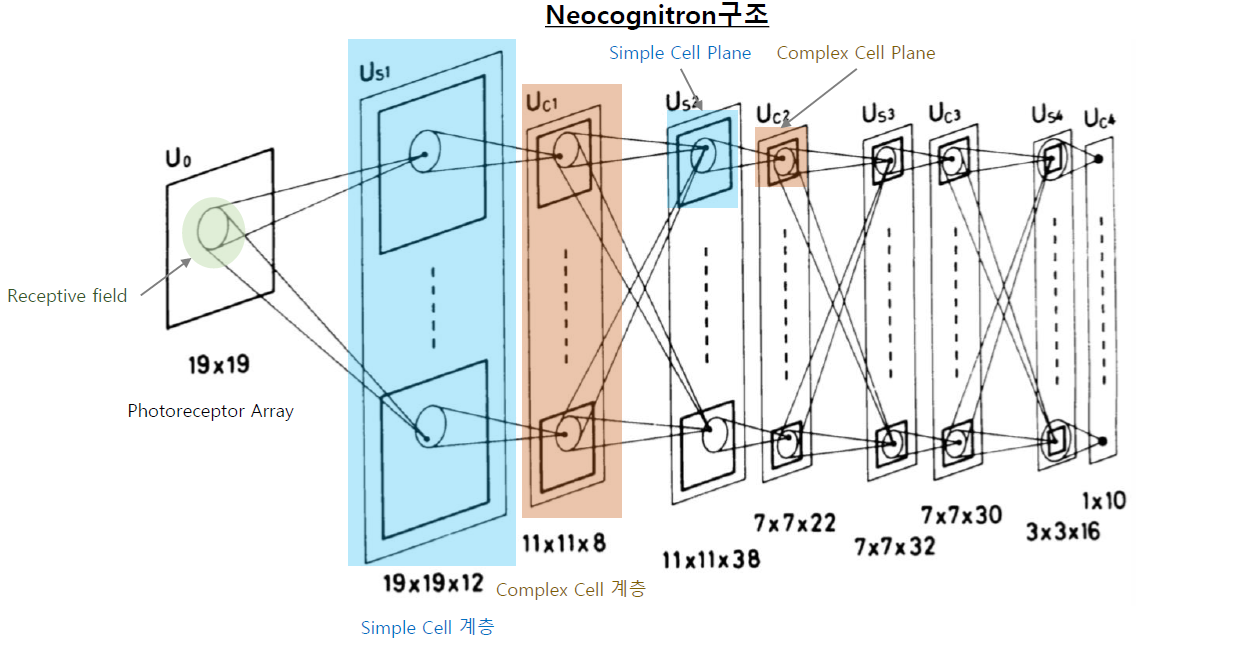 Neocognitron구조
Simple Cell Plane
Complex Cell Plane
U0
US1
UC1
US2
UC2
US3
UC3
US4
UC4
Receptive field
19x19
Photoreceptor Array
19x19x12
11x11x8
11x11x38
7x7x22
7x7x32
7x7x30
3x3x16
1x10
Complex Cell 계층
Simple Cell 계층